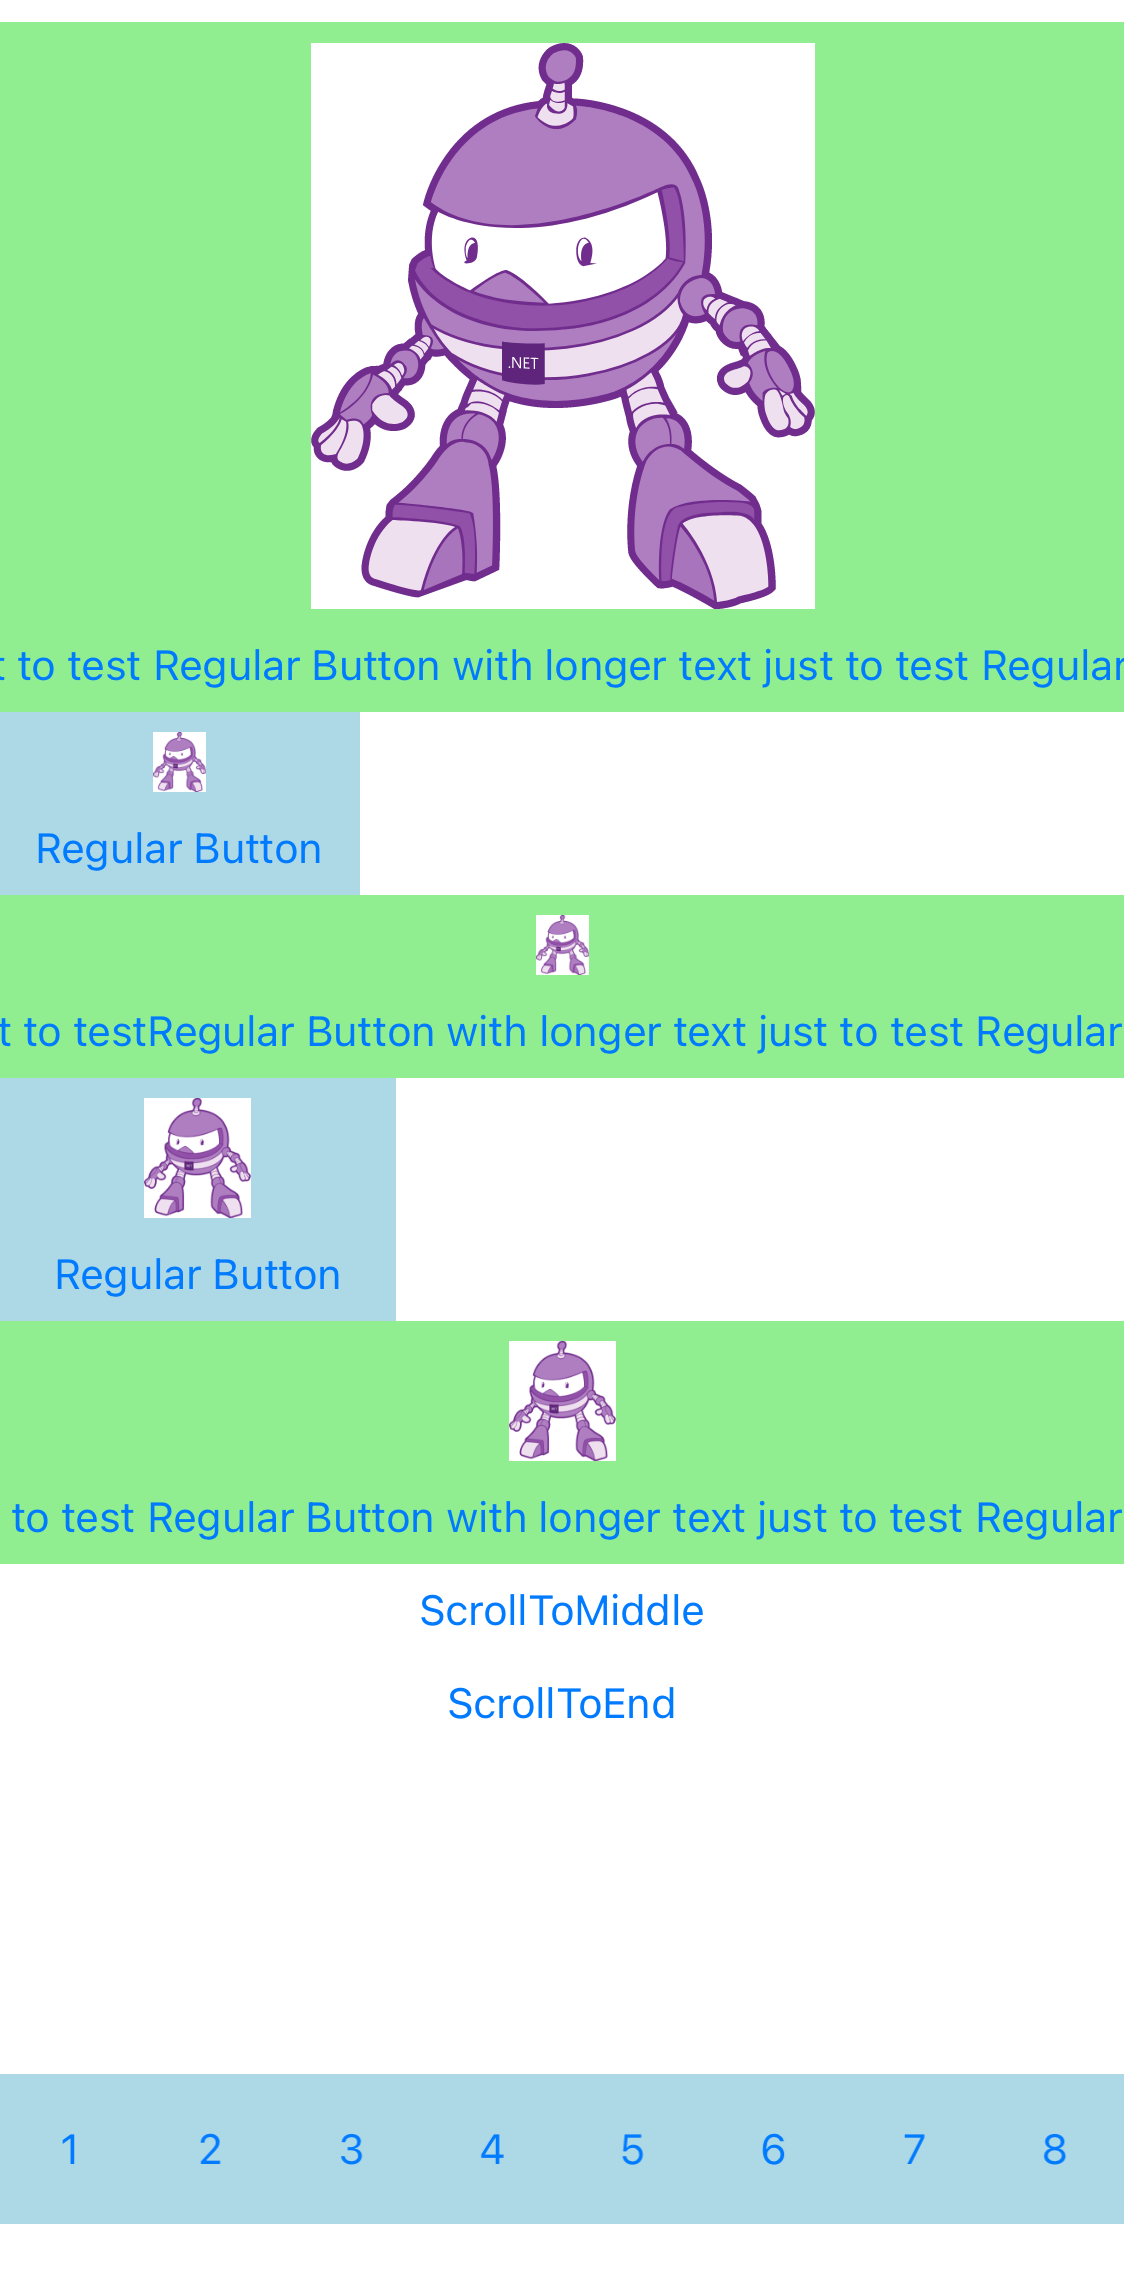 .NET
to test Regular Button with longer text just to test Regular
Regular Button
to testRegular Button with longer text just to test Regular
Regular Button
to test Regular Button with longer text just to test Regular
ScrollToMiddle
ScrollToEnd
1 2 3 4 5 6 7 8